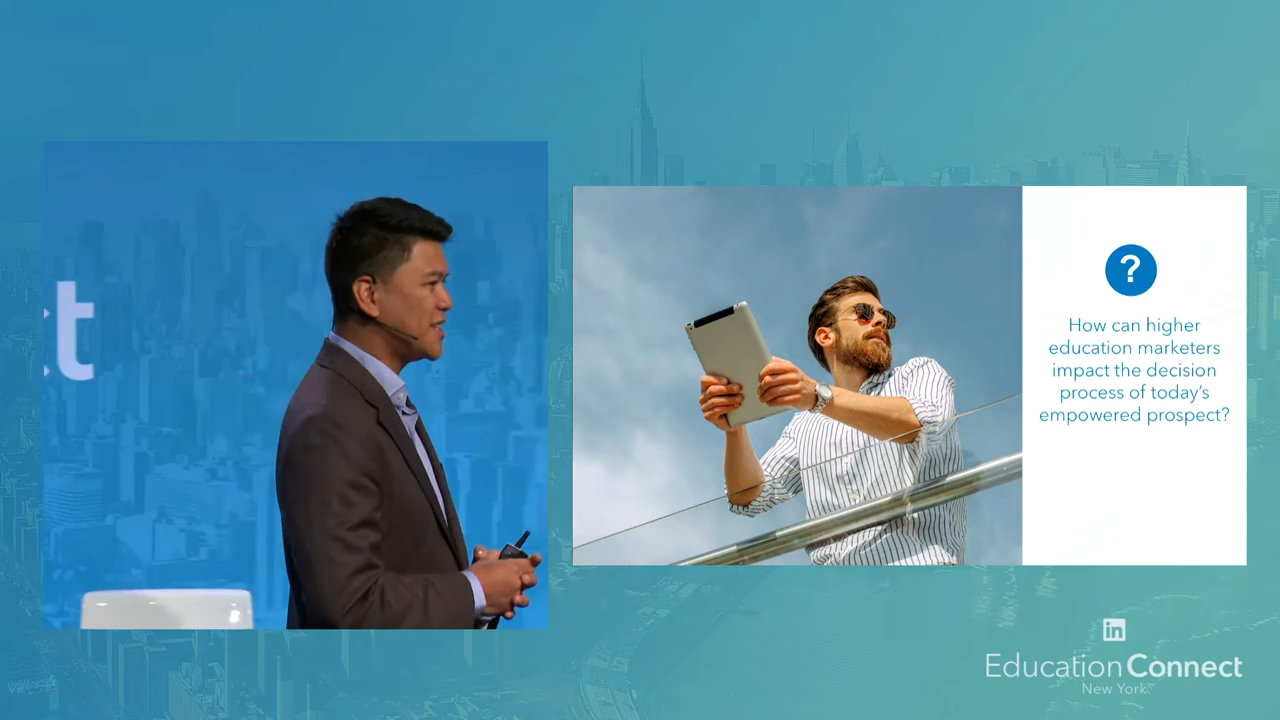 t
?
How can higher
education marketers
impact the decision
process of today's
empowered prospect?
in
Education Connect
New York